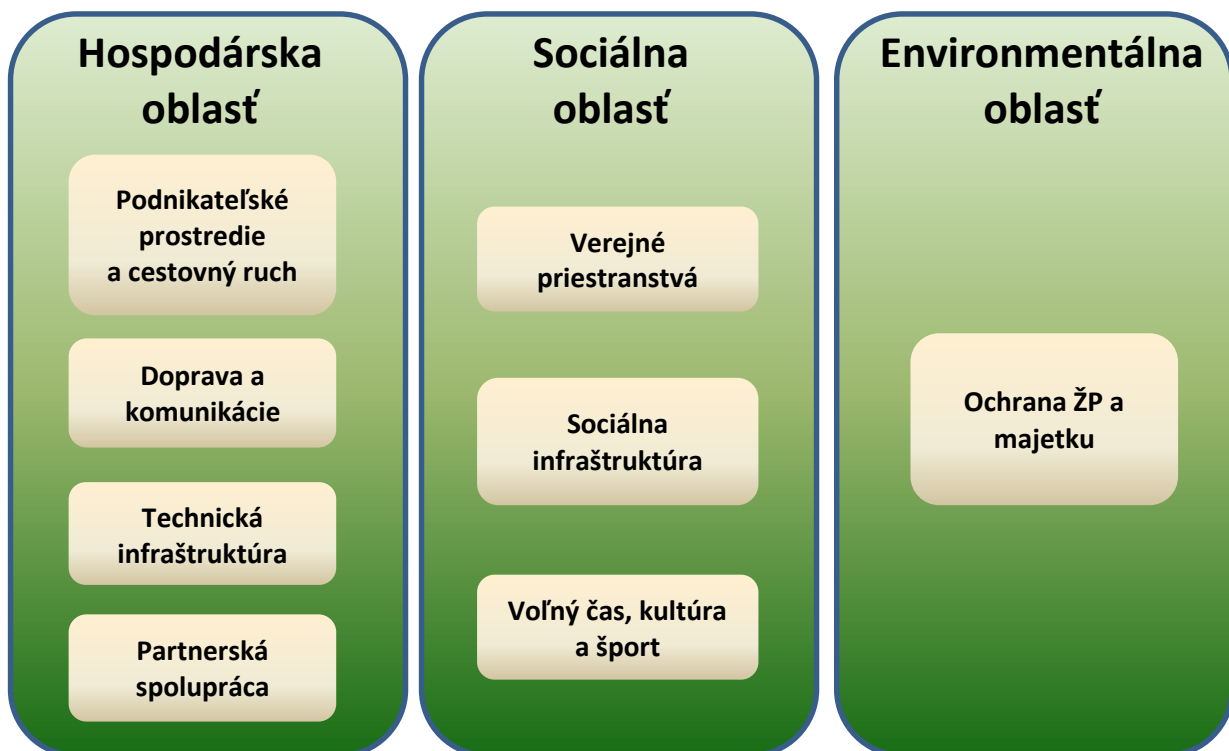 Hospodárska
oblasť
Podnikateľské
prostredie
a cestovný ruch
Doprava a
komunikácie
Technická
infraštruktúra
Partnerská
spolupráca
Sociálna
oblasť
Verejné
priestranstvá
Sociálna
infraštruktúra
Voľný čas, kultúra
a šport
Environmentálna
oblasť
Ochrana ŽP a
majetku